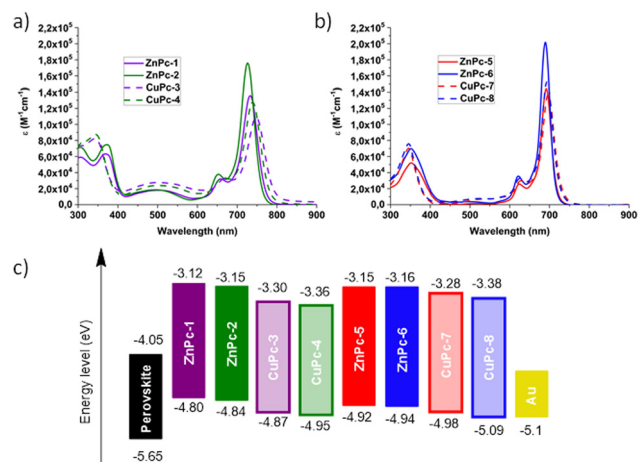 a)
2,2x10⁵
2,0x10⁵
1,8x10⁵
1,6x10⁵
1,4x10⁵
1,2x10⁵
1,0x10⁵
8,0x10⁴
6,0x10⁴
4,0x10⁴
2,0x10⁴
0,0
ε (M⁻¹cm⁻¹)
ZnPc-1
ZnPc-2
CuPc-3
CuPc-4
300 400 500 600 700 800 900
Wavelength (nm)
b)
2,2x10⁵
2,0x10⁵
1,8x10⁵
1,6x10⁵
1,4x10⁵
1,2x10⁵
1,0x10⁵
8,0x10⁴
6,0x10⁴
4,0x10⁴
2,0x10⁴
0,0
ε (M⁻¹cm⁻¹)
ZnPc-5
ZnPc-6
CuPc-7
CuPc-8
300 400 500 600 700 800 900
Wavelength (nm)
c)
Energy level (eV)
-4.05 -3.12 -3.15 -3.30 -3.36 -3.15 -3.16 -3.28 -3.38
Perovskite ZnPc-1 ZnPc-2 CuPc-3 CuPc-4 ZnPc-5 ZnPc-6 CuPc-7 CuPc-8 Au
-5.65 -4.80 -4.84 -4.87 -4.95 -4.92 -4.94 -4.98 -5.09 -5.1